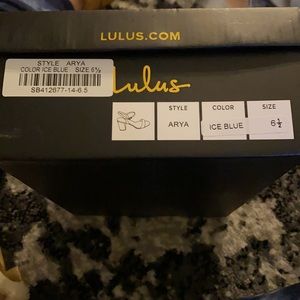 LULUS.COM
STYLE ARYA
COLOR ICE BLUE SIZE 6½
SB412677-14-6.5
Lulus
STYLE COLOR SIZE
ARYA ICE BLUE 6½